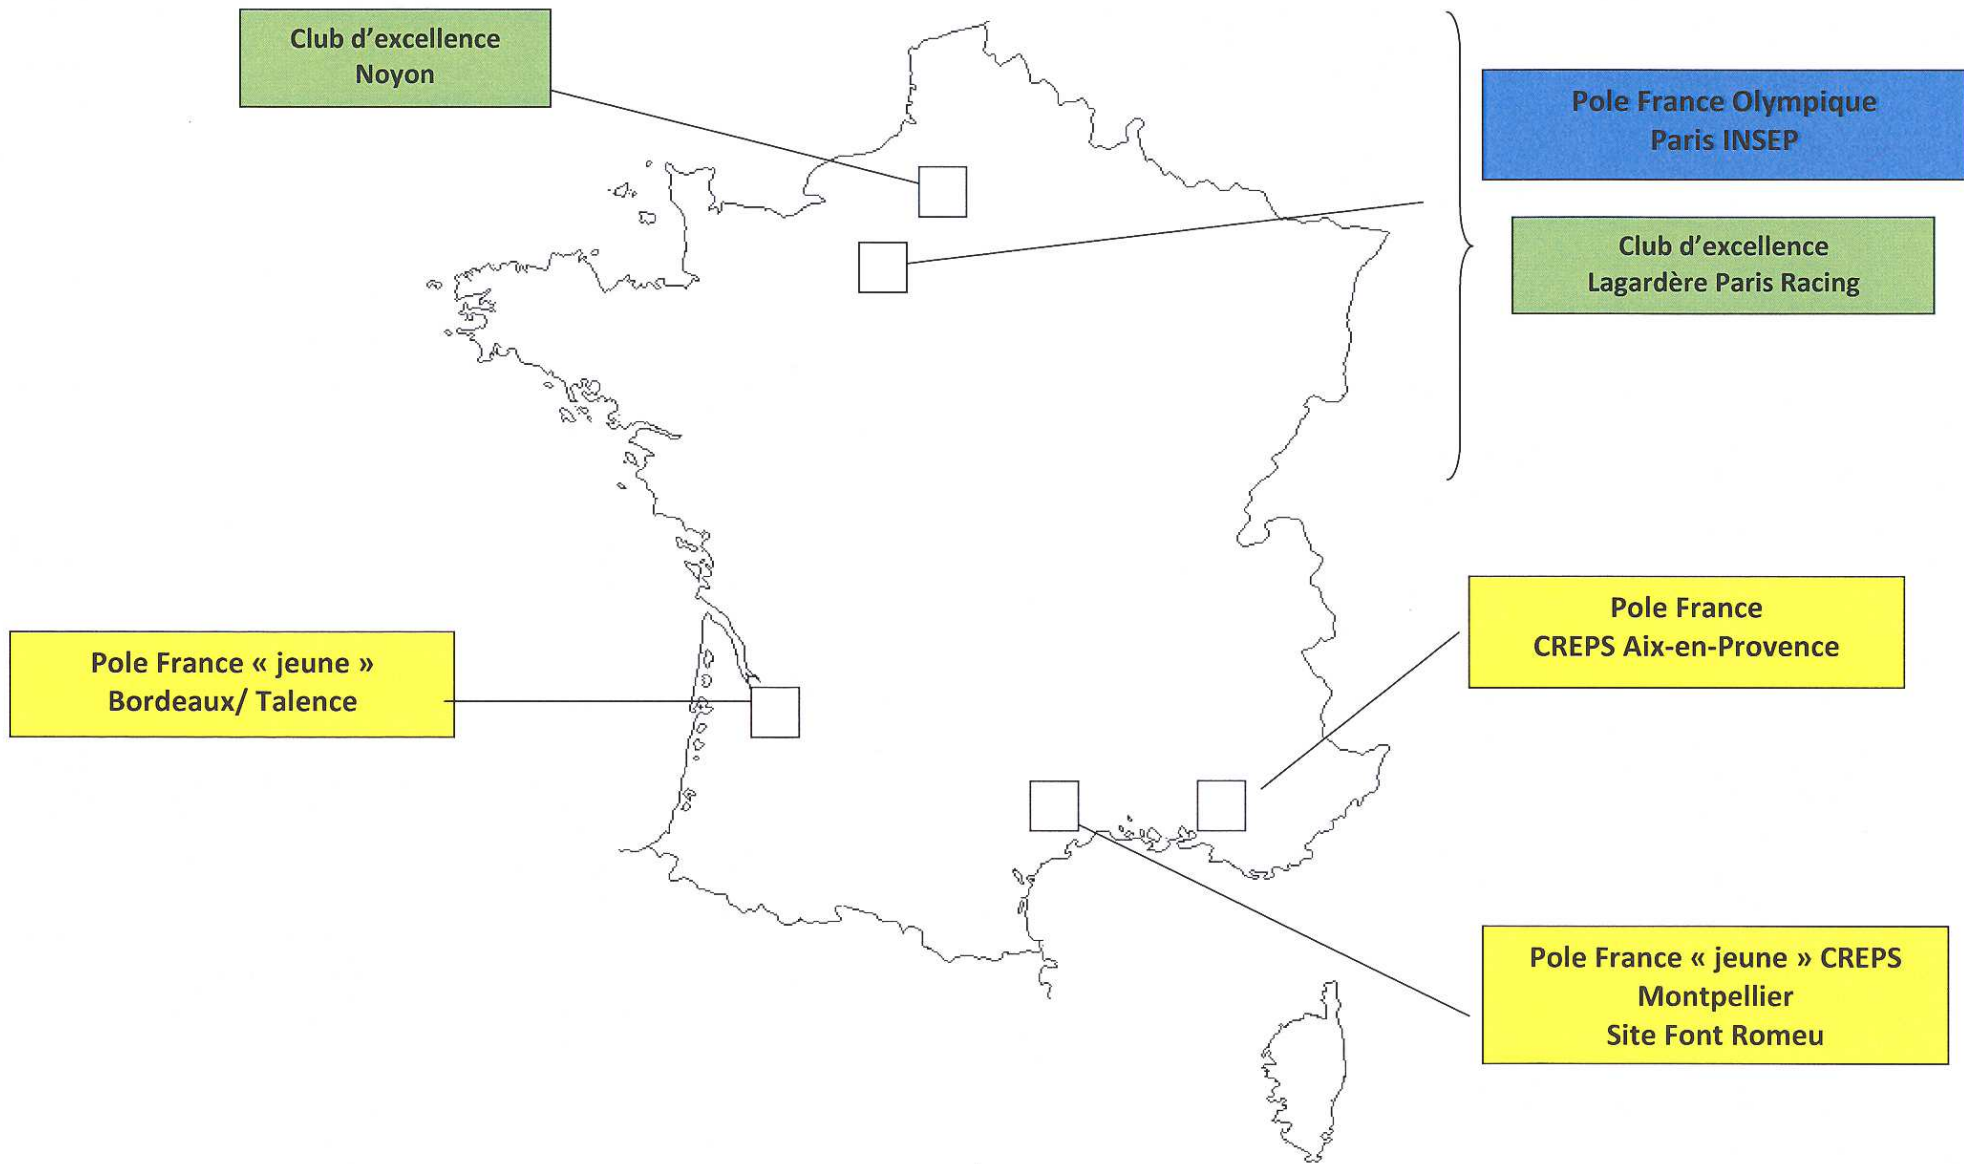 Club d’excellence
Noyon
Pole France Olympique
Paris INSEP
Club d’excellence
Lagardère Paris Racing
Pole France
CREPS Aix-en-Provence
Pole France « jeune »
Bordeaux/ Talence
Pole France « jeune » CREPS
Montpellier
Site Font Romeu